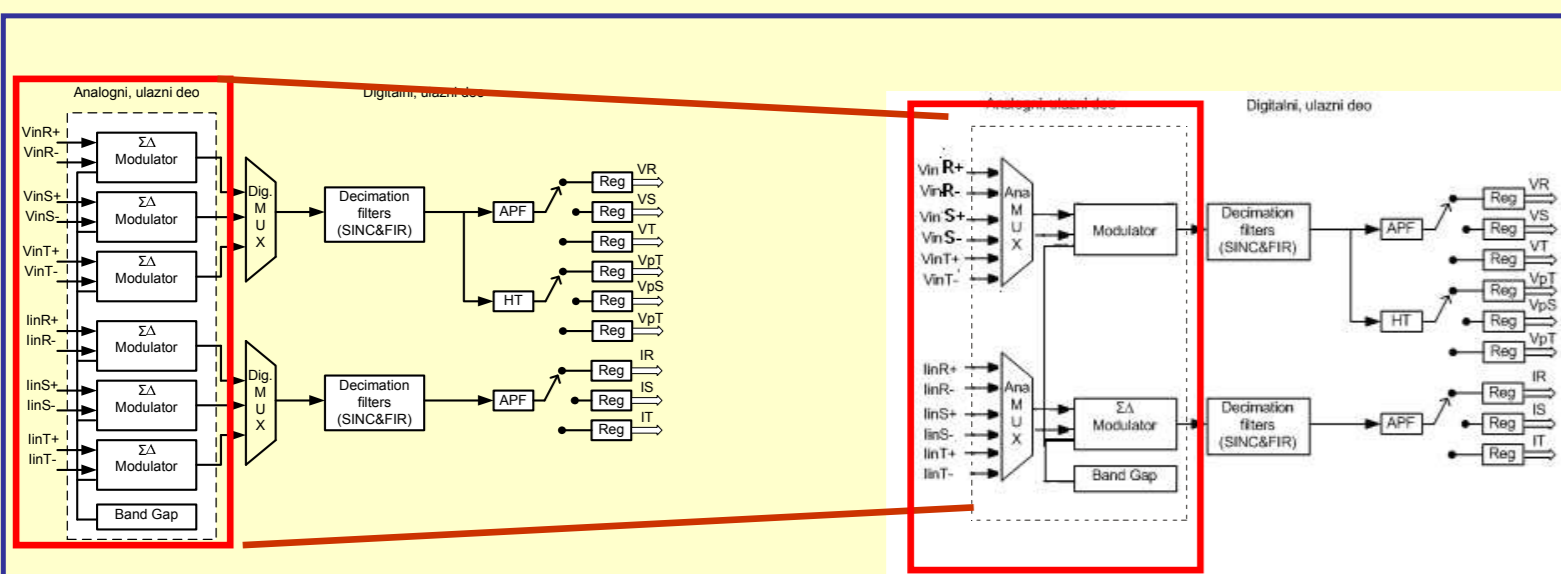 Analogni, ulazni deo
Digitalni, ulazni deo
VinR+
VinR-
VinS+
VinS-
VinT+
VinT-
IinR+
IinR-
IinS+
IinS-
IinT+
IinT-
ΣΔ
Modulator
ΣΔ
Modulator
ΣΔ
Modulator
ΣΔ
Modulator
ΣΔ
Modulator
ΣΔ
Modulator
Band Gap
Dig.
M
U
X
Dig.
M
U
X
Decimation
filters
(SINC&FIR)
Decimation
filters
(SINC&FIR)
APF
HT
APF
Reg
VR
Reg
VS
Reg
VT
Reg
VpT
Reg
VpS
Reg
VpT
Reg
IR
Reg
IS
Reg
IT
Analogni, ulazni deo
Digitalni, ulazni deo
Vin R+
VinR-
Vin S+
Vin S-
VinT+
VinT-
IinR+
IinR-
IinS+
IinS-
IinT+
IinT-
Ana
M
U
X
Ana
M
U
X
Modulator
ΣΔ
Modulator
Band Gap
Decimation
filters
(SINC&FIR)
Decimation
filters
(SINC&FIR)
APF
HT
APF
Reg
VR
Reg
VS
Reg
VT
Reg
VpT
Reg
VpS
Reg
VpT
Reg
IR
Reg
IS
Reg
IT